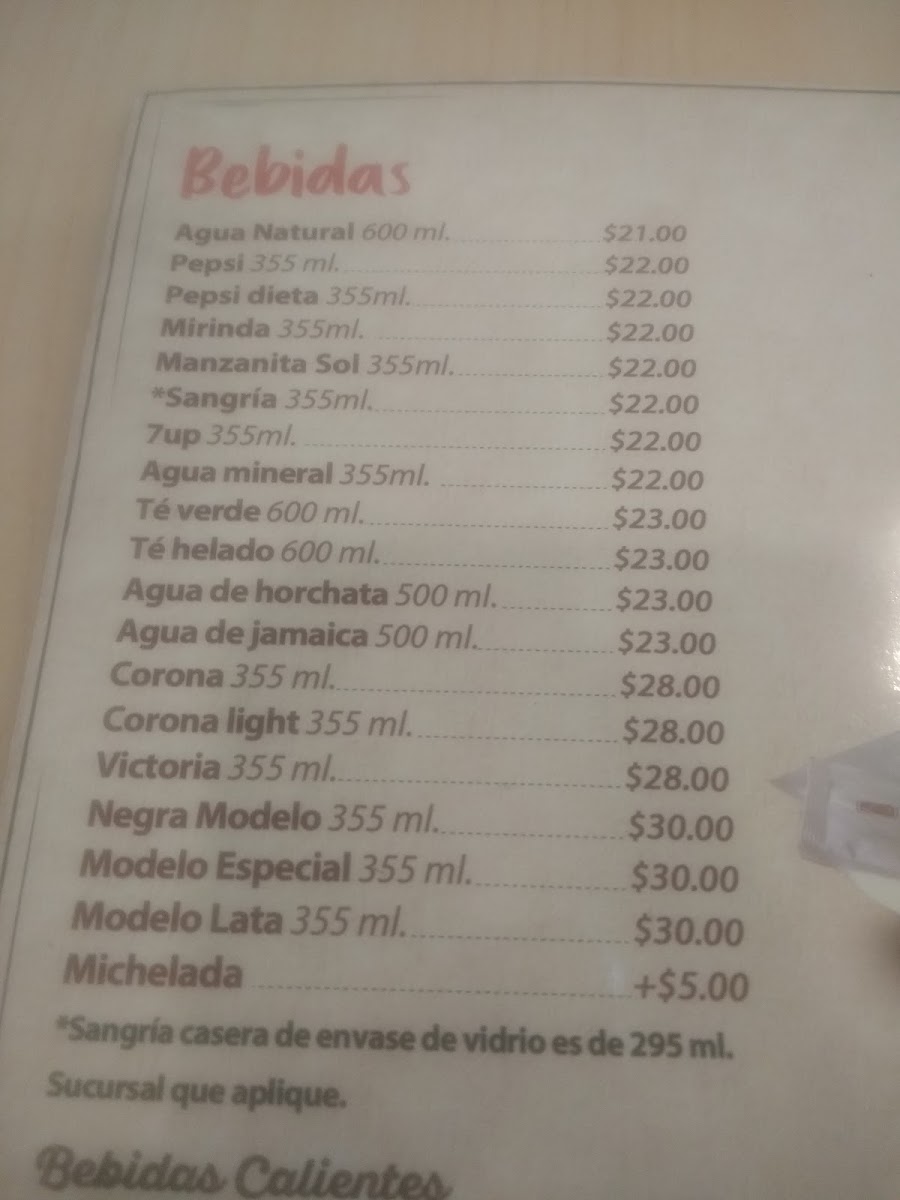 Bebidas
Agua Natural 600 ml. $21.00
Pepsi 355 ml. $22.00
Pepsi dieta 355ml. $22.00
Mirinda 355ml. $22.00
Manzanita Sol 355ml. $22.00
*Sangría 355ml. $22.00
7up 355ml. $22.00
Agua mineral 355ml. $22.00
Té verde 600 ml. $23.00
Té helado 600 ml. $23.00
Agua de horchata 500 ml. $23.00
Agua de jamaica 500 ml. $23.00
Corona 355 ml. $28.00
Corona light 355 ml. $28.00
Victoria 355 ml. $28.00
Negra Modelo 355 ml. $30.00
Modelo Especial 355 ml. $30.00
Modelo Lata 355 ml. $30.00
Michelada +$5.00
*Sangría casera de envase de vidrio es de 295 ml.
Sucursal que aplique.
Bebidas Calientes